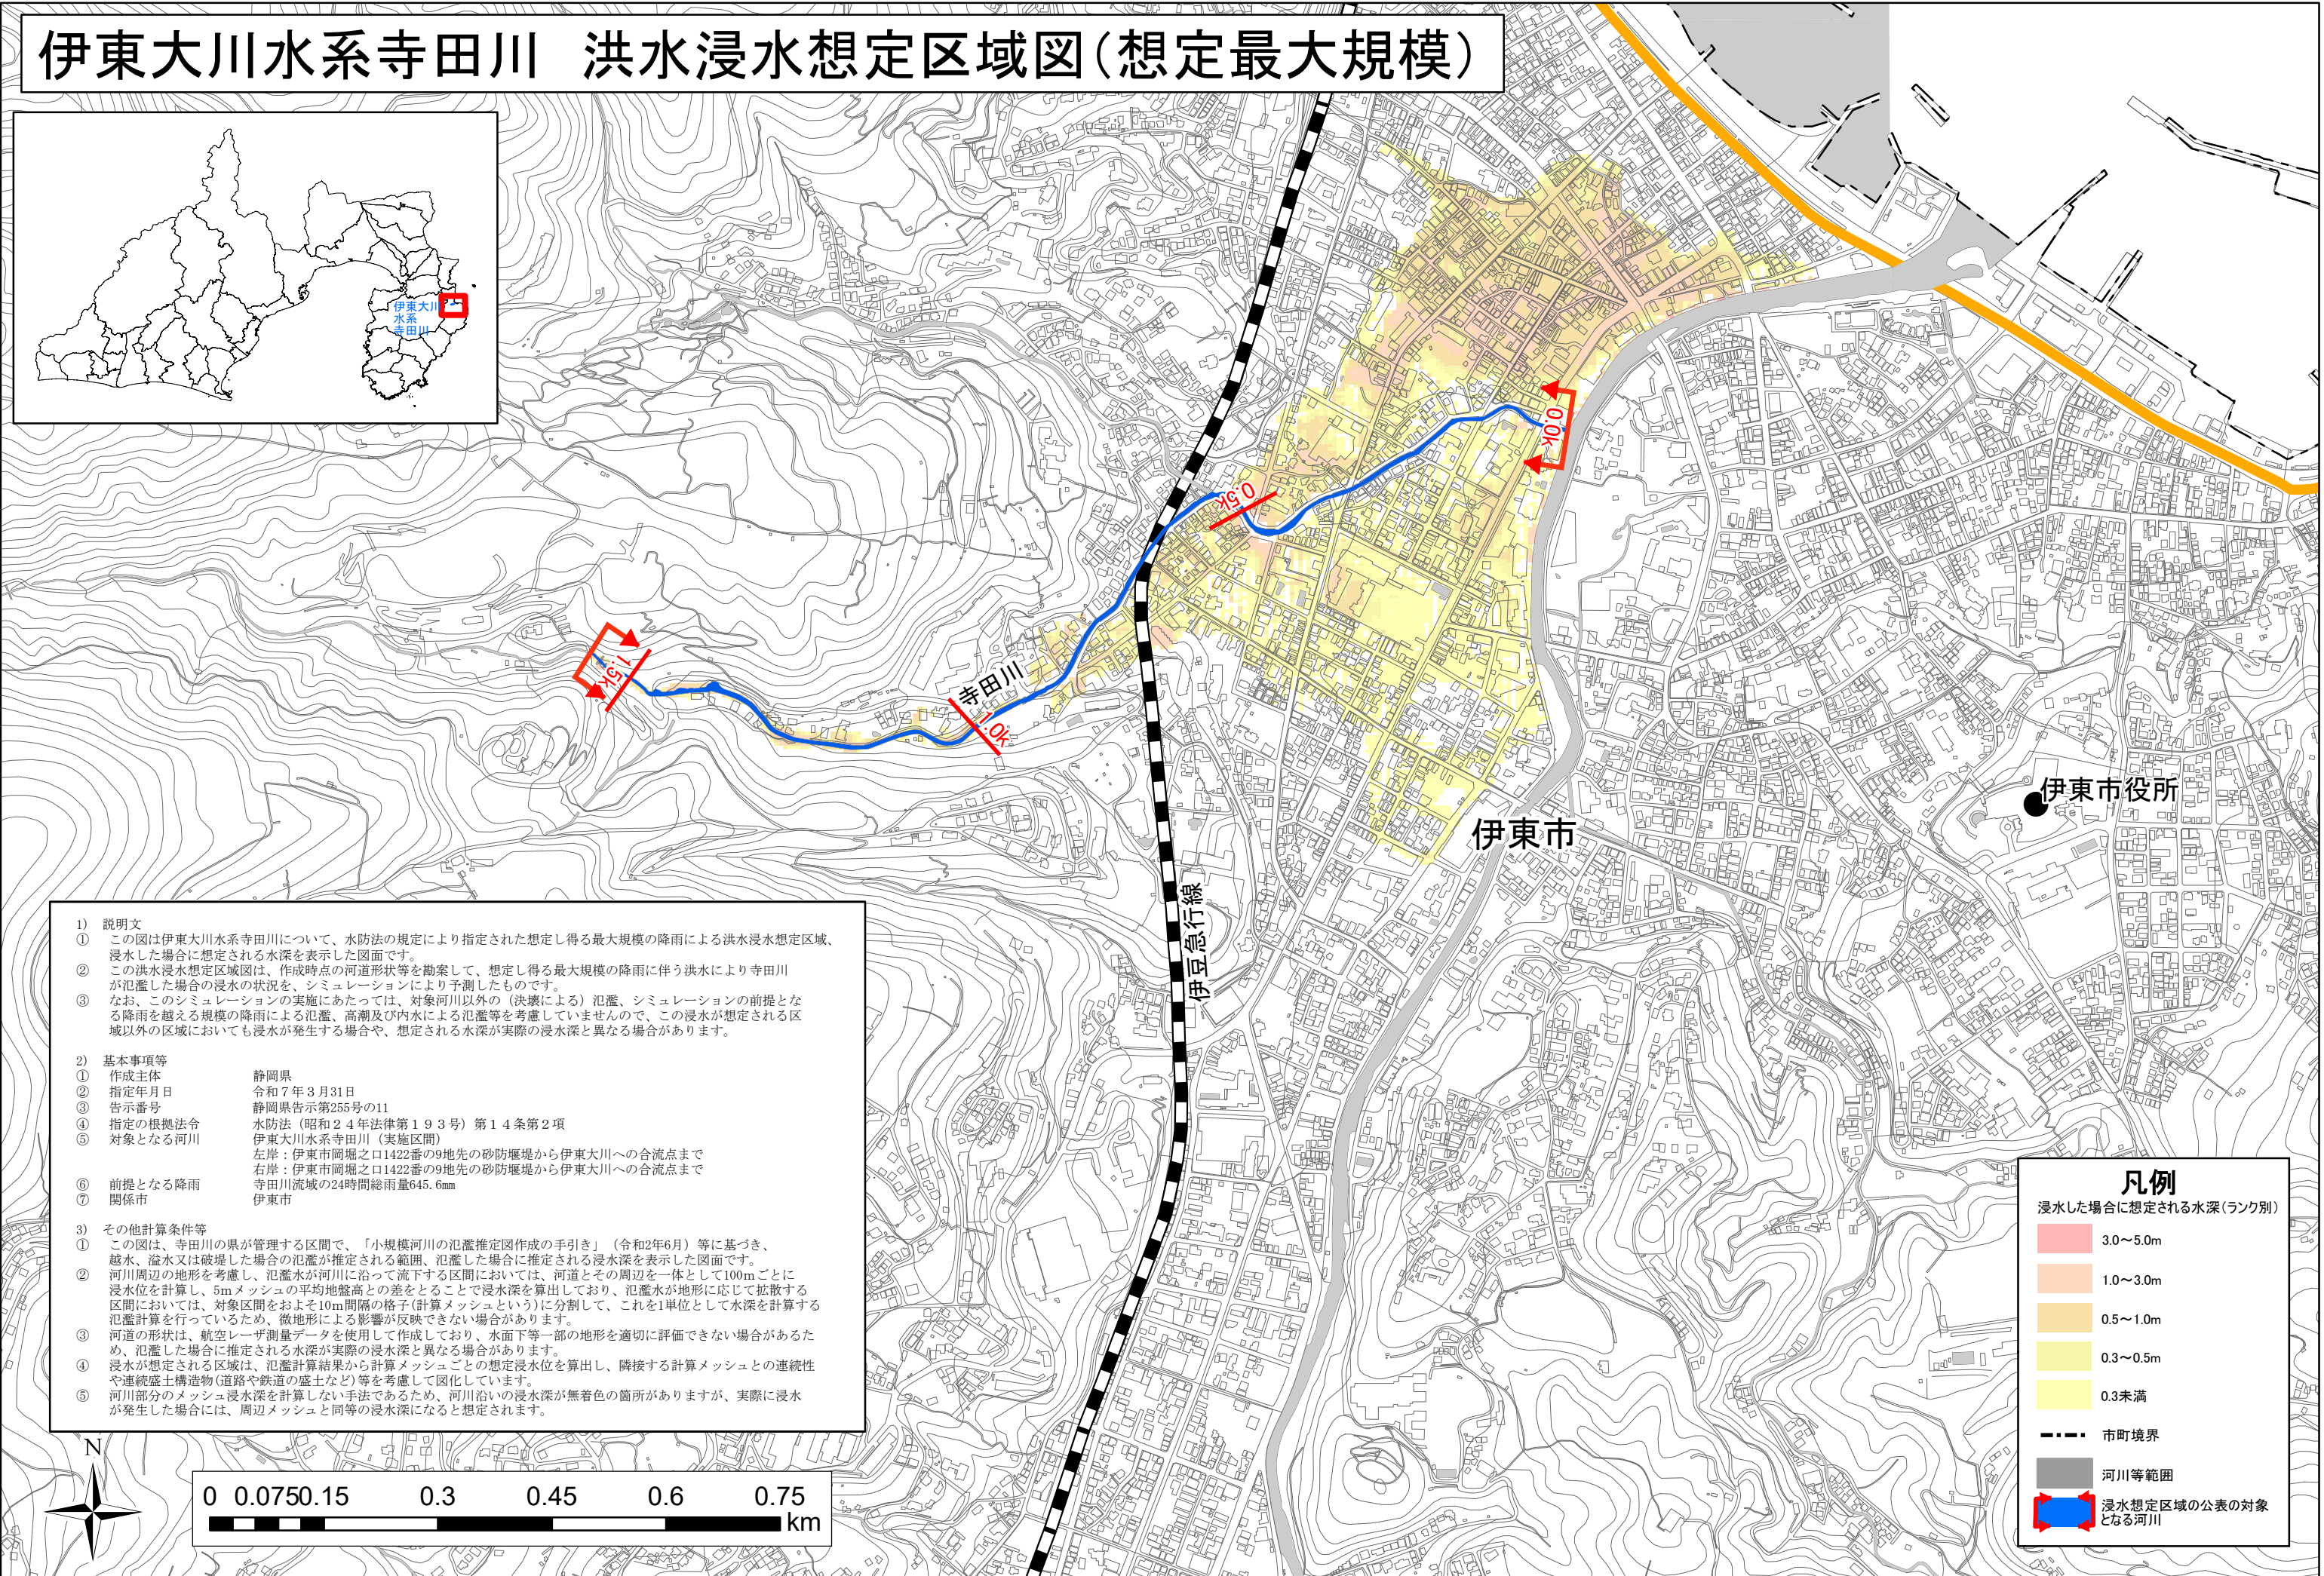 伊東大川水系寺田川 洪水浸水想定区域図(想定最大規模)
伊東大川
水系
寺田川
0.0k
0.5k
1.0k
1.5k
寺田川
伊豆急行線
伊東市
伊東市役所
1) 説明文
① この図は伊東大川水系寺田川について、水防法の規定により指定された想定し得る最大規模の降雨による洪水浸水想定区域、
浸水した場合に想定される水深を表示した図面です。
② この洪水浸水想定区域図は、作成時点の河道形状等を勘案して、想定し得る最大規模の降雨に伴う洪水により寺田川
が氾濫した場合の浸水の状況を、シミュレーションにより予測したものです。
③ なお、このシミュレーションの実施にあたっては、対象河川以外の（決壊による）氾濫、シミュレーションの前提とな
る降雨を越える規模の降雨による氾濫、高潮及び内水による氾濫等を考慮していませんので、この浸水が想定される区
域以外の区域においても浸水が発生する場合や、想定される水深が実際の浸水深と異なる場合があります。
2) 基本事項等
① 作成主体 静岡県
② 指定年月日 令和７年３月31日
③ 告示番号 静岡県告示第255号の11
④ 指定の根拠法令 水防法（昭和２４年法律第１９３号）第１４条第２項
⑤ 対象となる河川 伊東大川水系寺田川（実施区間）
左岸：伊東市岡堀之口1422番の9地先の砂防堰堤から伊東大川への合流点まで
右岸：伊東市岡堀之口1422番の9地先の砂防堰堤から伊東大川への合流点まで
⑥ 前提となる降雨 寺田川流域の24時間総雨量645.6mm
⑦ 関係市 伊東市
3) その他計算条件等
① この図は、寺田川の県が管理する区間で、「小規模河川の氾濫推定図作成の手引き」（令和2年6月）等に基づき、
越水、溢水又は破堤した場合の氾濫が推定される範囲、氾濫した場合に推定される浸水深を表示した図面です。
② 河川周辺の地形を考慮し、氾濫水が河川に沿って流下する区間においては、河道とその周辺を一体として100mごとに
浸水位を計算し、5mメッシュの平均地盤高との差をとることで浸水深を算出しており、氾濫水が地形に応じて拡散する
区間においては、対象区間をおよそ10m間隔の格子(計算メッシュという)に分割して、これを1単位として水深を計算する
氾濫計算を行っているため、微地形による影響が反映できない場合があります。
③ 河道の形状は、航空レーザ測量データを使用して作成しており、水面下等一部の地形を適切に評価できない場合があるた
め、氾濫した場合に推定される水深が実際の浸水深と異なる場合があります。
④ 浸水が想定される区域は、氾濫計算結果から計算メッシュごとの想定浸水位を算出し、隣接する計算メッシュとの連続性
や連続盛土構造物(道路や鉄道の盛土など)等を考慮して図化しています。
⑤ 河川部分のメッシュ浸水深を計算しない手法であるため、河川沿いの浸水深が無着色の箇所がありますが、実際に浸水
が発生した場合には、周辺メッシュと同等の浸水深になると想定されます。
N
0 0.075 0.15 0.3 0.45 0.6 0.75
km
凡例
浸水した場合に想定される水深(ランク別)
3.0～5.0m
1.0～3.0m
0.5～1.0m
0.3～0.5m
0.3未満
市町境界
河川等範囲
浸水想定区域の公表の対象
となる河川